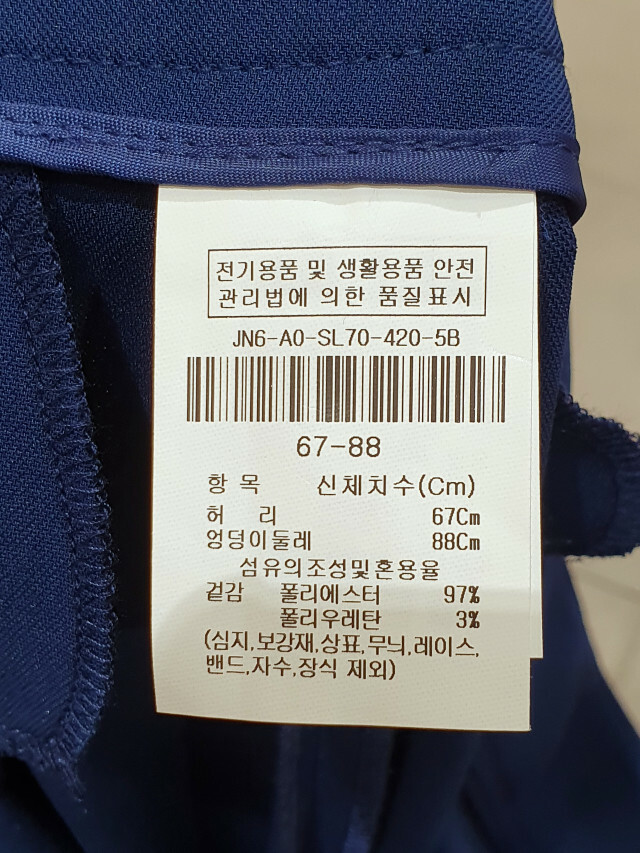 전기용품 및 생활용품 안전
관리법에 의한 품질표시
JN6-A0-SL70-420-5B
67-88
항 목 신체치수(Cm)
허 리 67Cm
엉덩이둘레 88Cm
섬유의조성및혼용율
겉감 폴리에스터 97%
폴리우레탄 3%
(심지,보강재,상표,무늬,레이스,
밴드,자수,장식 제외)